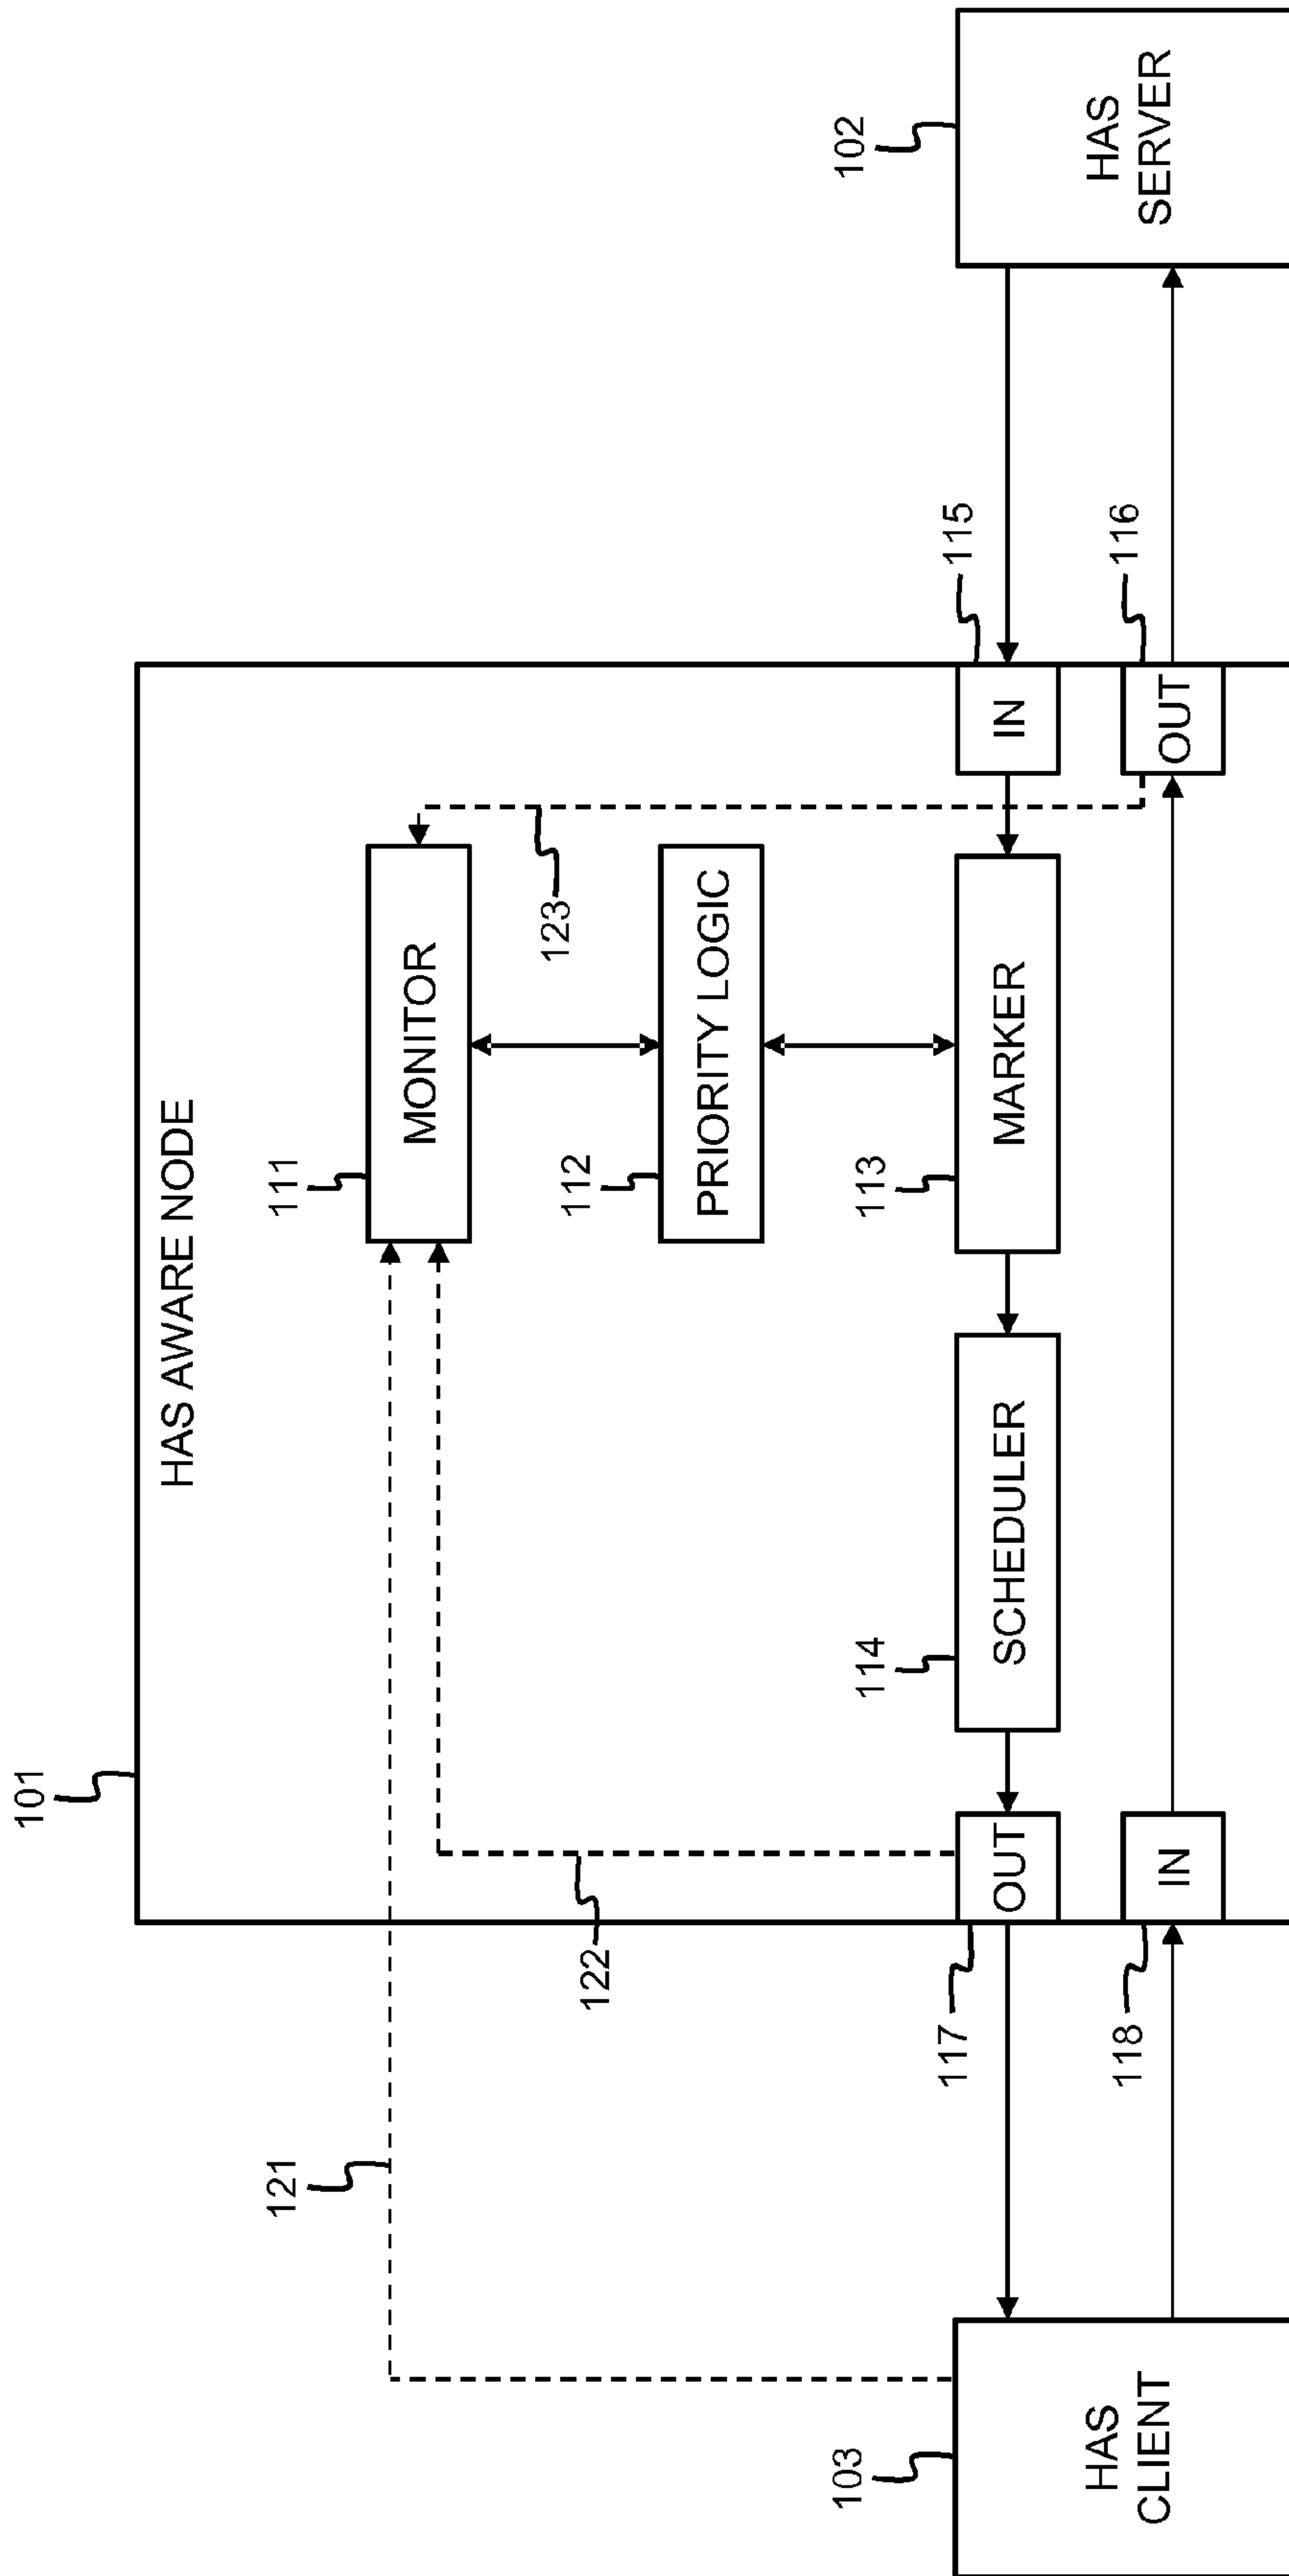 101
HAS AWARE NODE
121
111
MONITOR
122
123
112
PRIORITY LOGIC
103
HAS
CLIENT
117
OUT
114
SCHEDULER
113
MARKER
IN
115
102
HAS
SERVER
118
IN
OUT
116